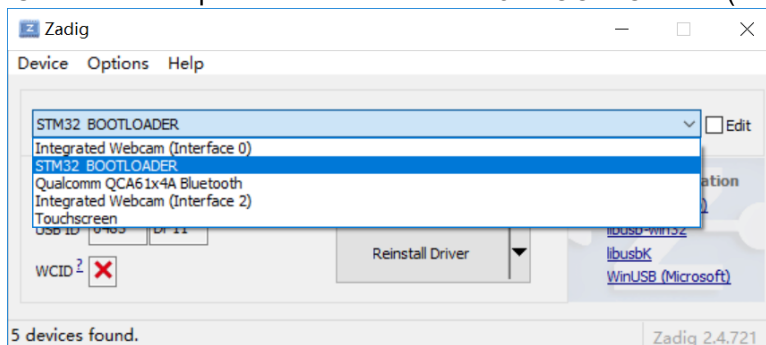 Zadig
Device Options Help
STM32 BOOTLOADER
Edit
Integrated Webcam (Interface 0)
STM32 BOOTLOADER
Qualcomm QCA61x4A Bluetooth
Integrated Webcam (Interface 2)
Touchscreen
USB ID 0483 DF11
WCID ?
Reinstall Driver
libusb-win32
libusbK
WinUSB (Microsoft)
5 devices found.
Zadig 2.4.721